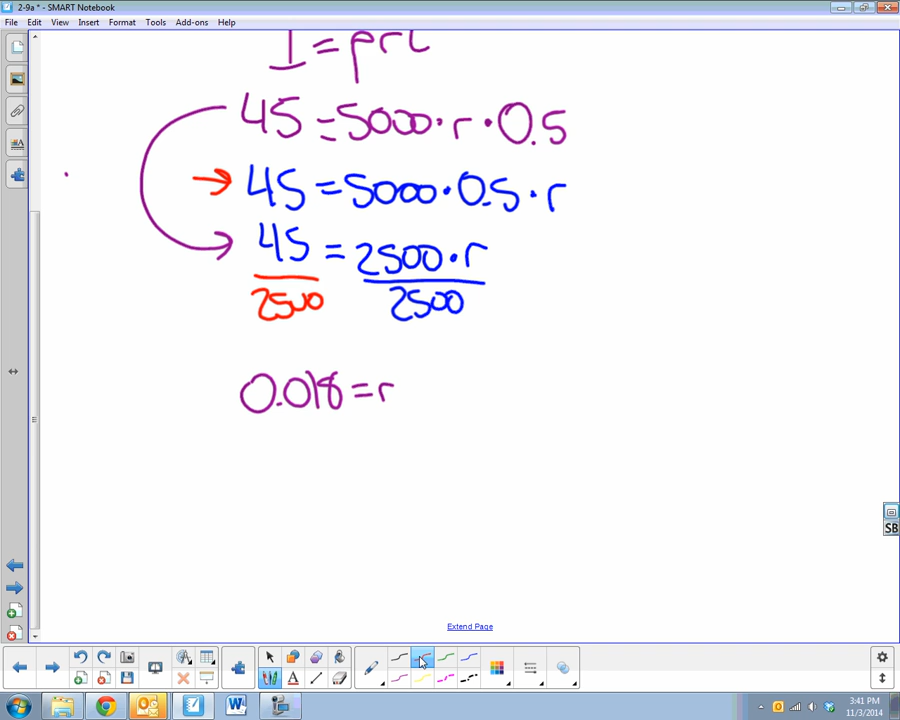 2-9a * - SMART Notebook
File Edit View Insert Format Tools Add-ons Help
I = prt
45 = 5000 · r · 0.5
45 = 5000 · 0.5 · r
45 = 2500 · r
2500 2500
0.018 = r
SB
Extend Page
A
W
3:41 PM
11/3/2014